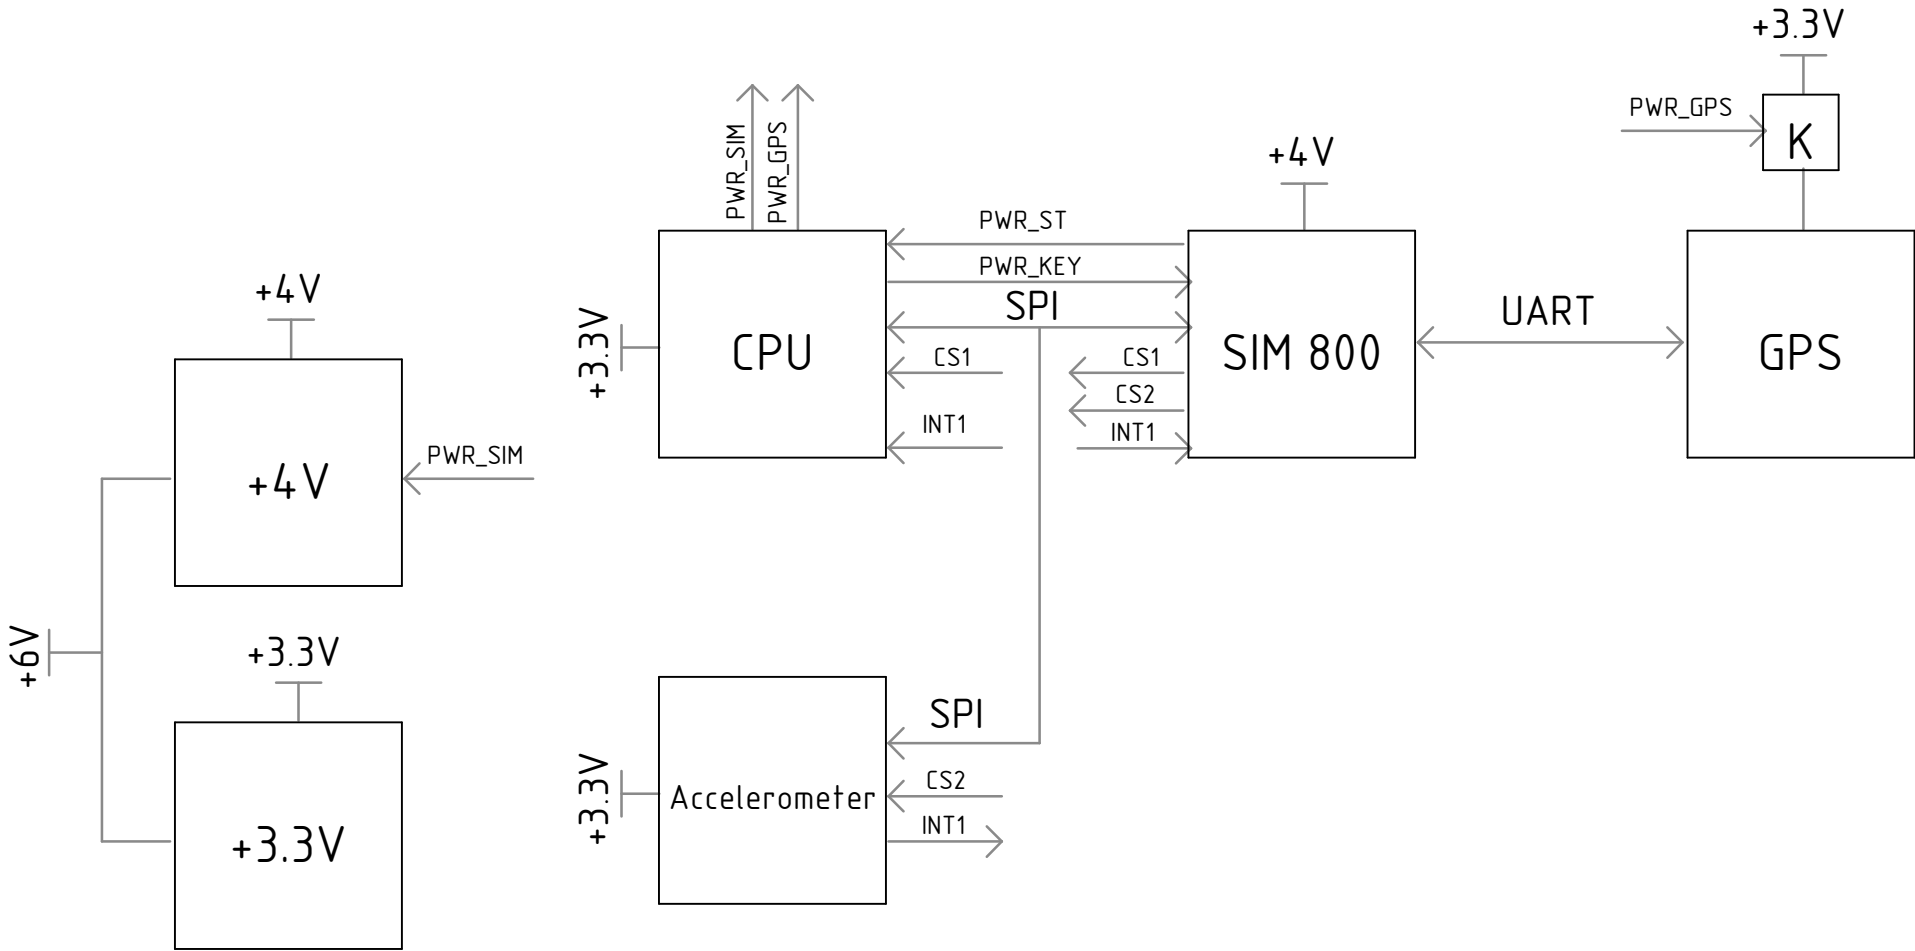 +3.3V
PWR_GPS
K
PWR_SIM
PWR_GPS
+4V
PWR_ST
PWR_KEY
SPI
UART
+3.3V
CPU
CS1
CS1
SIM 800
GPS
CS2
INT1
INT1
+4V
PWR_SIM
+4V
+6V
+3.3V
+3.3V
SPI
CS2
+3.3V
Accelerometer
INT1